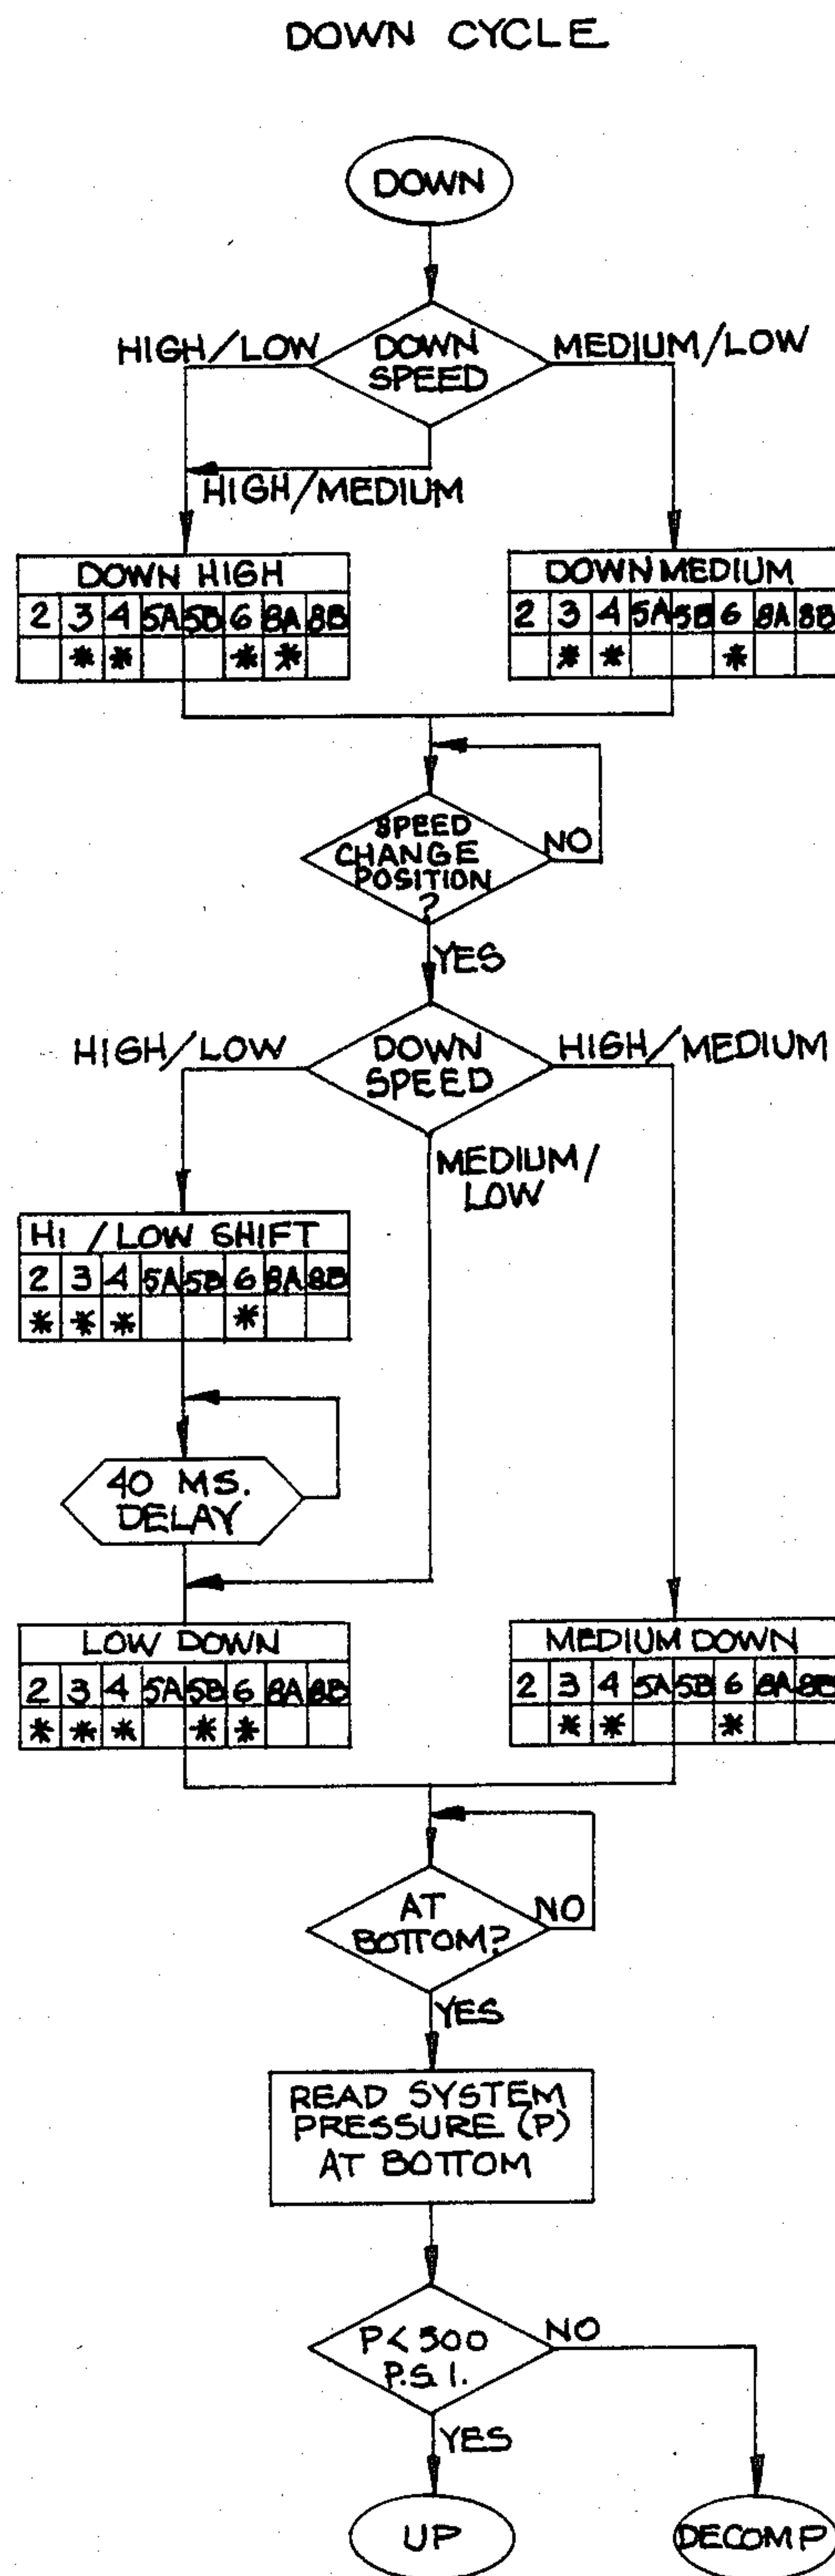 DOWN CYCLE
DOWN
HIGH/LOW
DOWN
SPEED
MEDIUM/LOW
HIGH/MEDIUM
DOWN HIGH
2 3 4 5A 5B 6 8A 8B
* * * *
DOWN MEDIUM
2 3 4 5A 5B 6 8A 8B
* * *
SPEED
CHANGE
POSITION
?
NO
YES
HIGH/LOW
DOWN
SPEED
HIGH/MEDIUM
MEDIUM/
LOW
HI / LOW SHIFT
2 3 4 5A 5B 6 8A 8B
* * * *
40 MS.
DELAY
LOW DOWN
2 3 4 5A 5B 6 8A 8B
* * * * *
MEDIUM DOWN
2 3 4 5A 5B 6 8A 8B
* * *
AT
BOTTOM?
NO
YES
READ SYSTEM
PRESSURE (P)
AT BOTTOM
P < 500
P.S.I.
NO
YES
UP
DECOMP